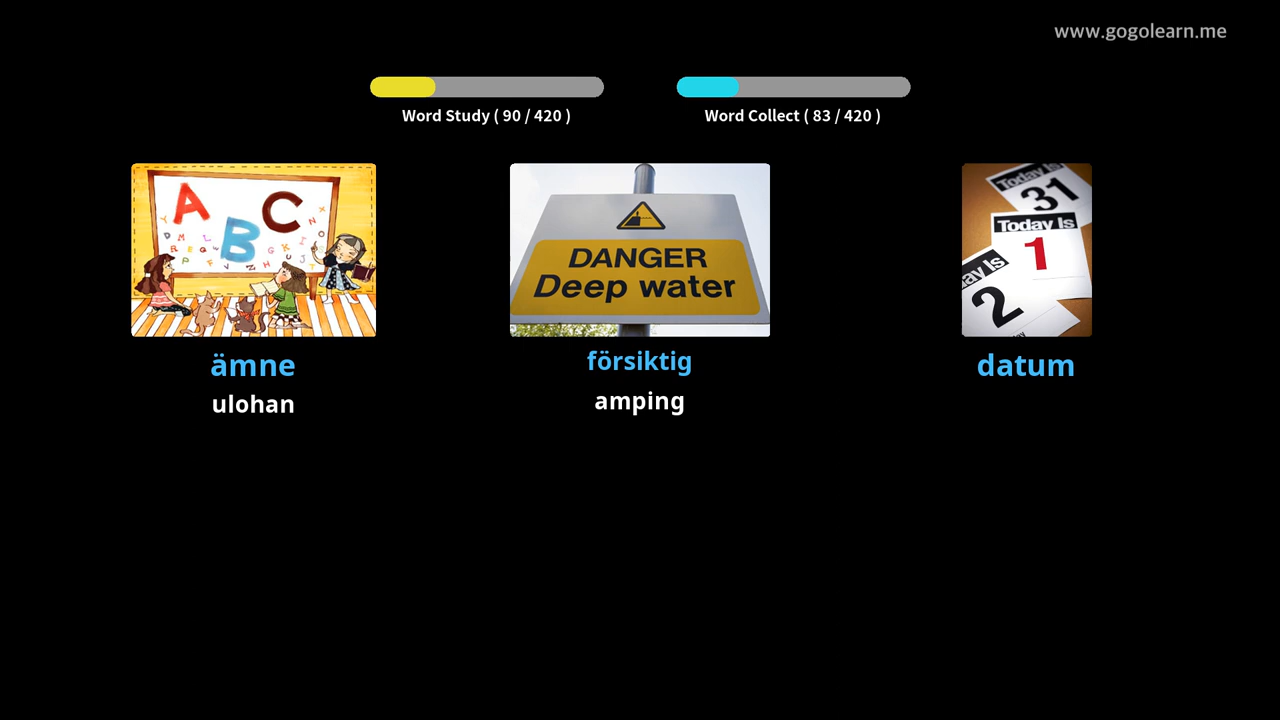 www.gogolearn.me
Word Study ( 90 / 420 )
Word Collect ( 83 / 420 )
A B C
DANGER
Deep water
Today Is
31
Today Is
1
ay Is
2
ämne
försiktig
datum
ulohan
amping